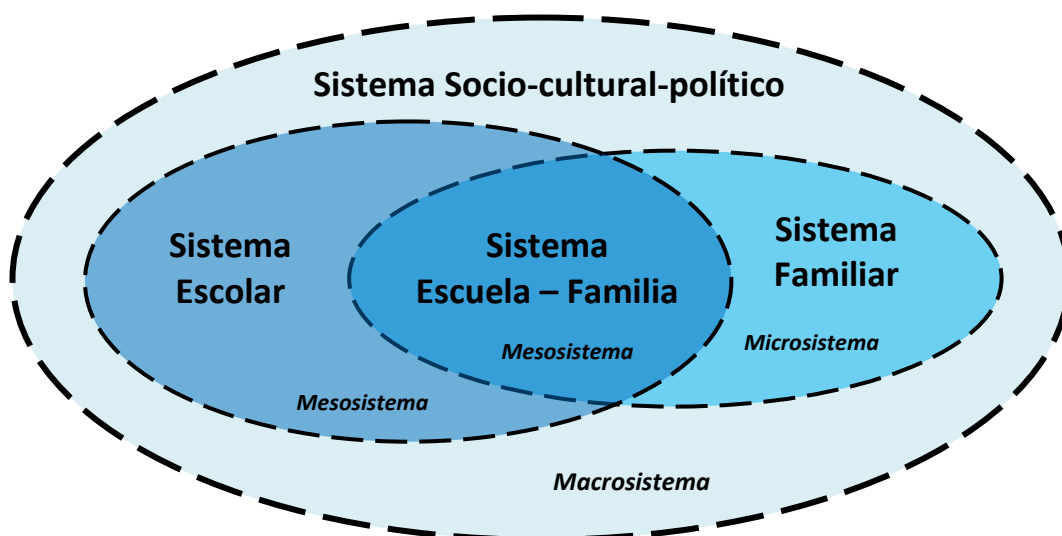 Sistema Socio-cultural-político
Sistema
Escolar
Mesosistema
Sistema
Escuela – Familia
Mesosistema
Sistema
Familiar
Microsistema
Macrosistema